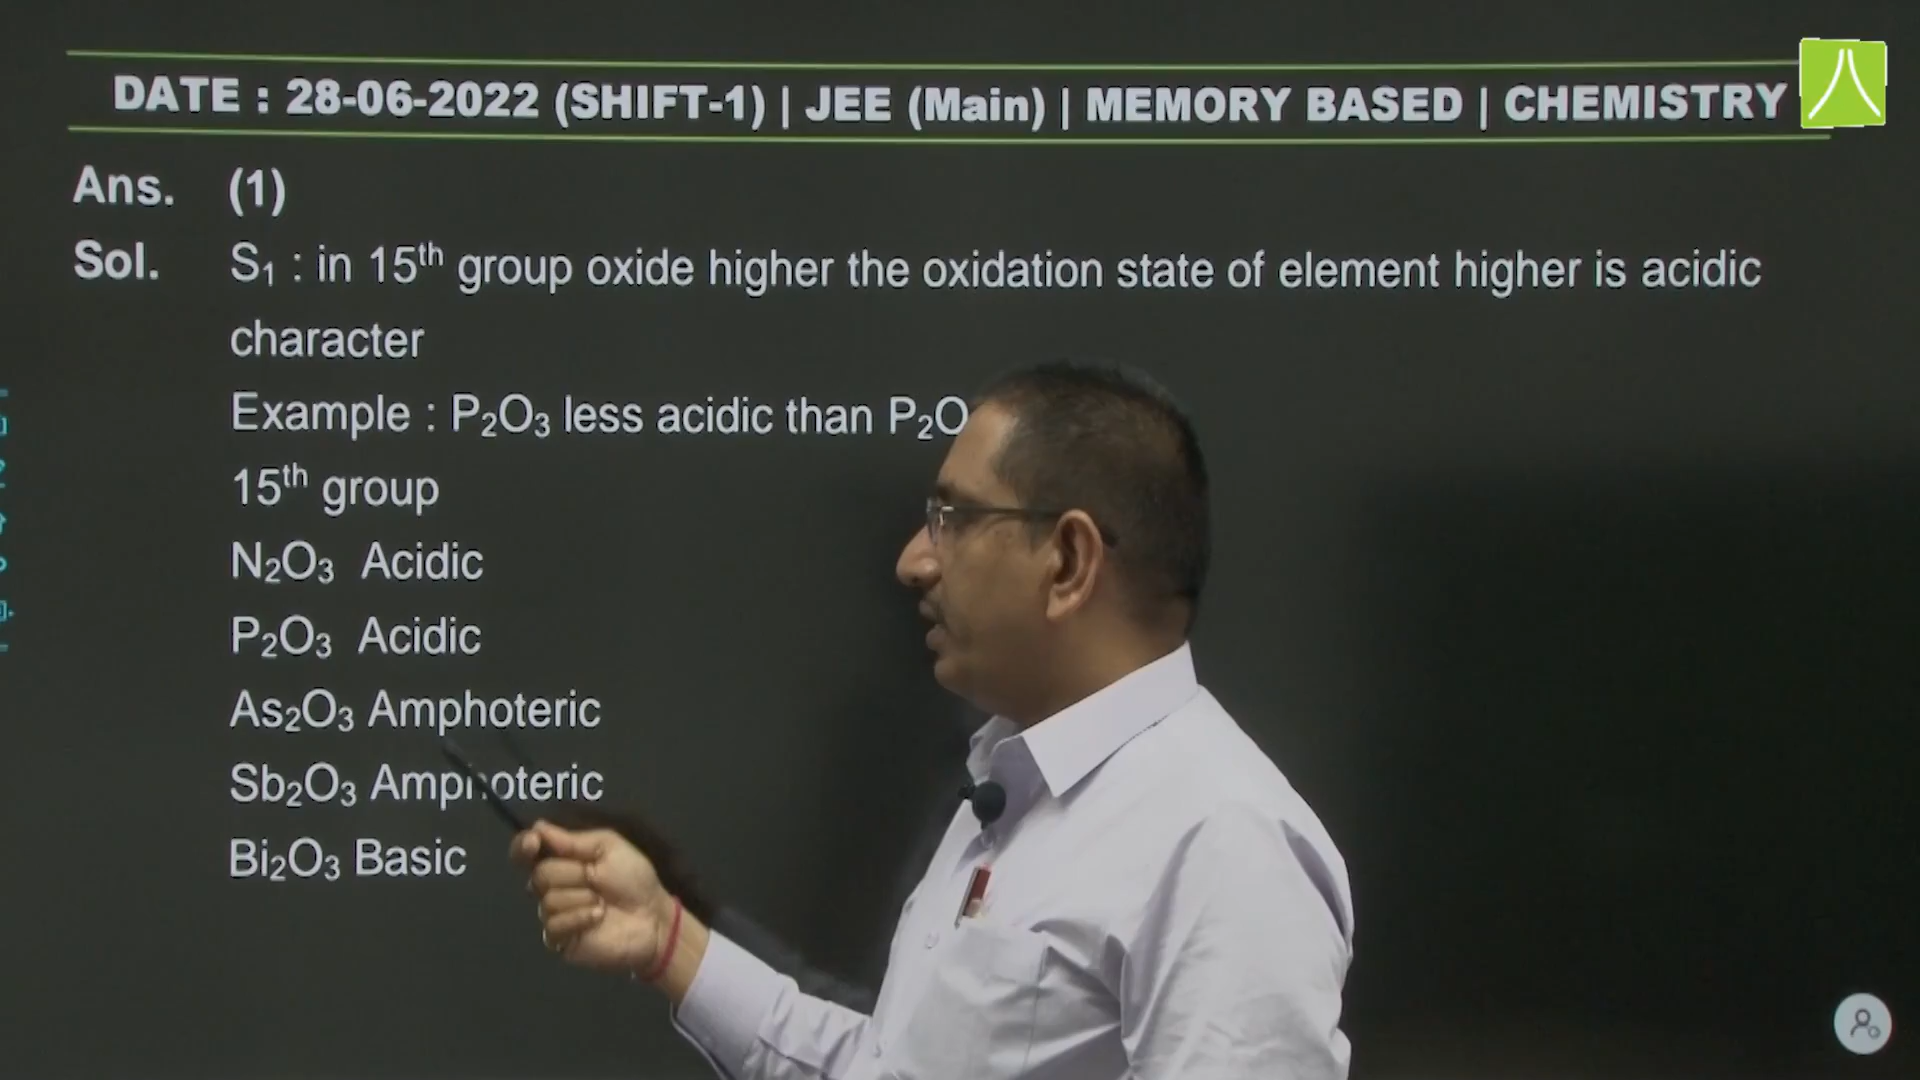 DATE : 28-06-2022 (SHIFT-1) | JEE (Main) | MEMORY BASED | CHEMISTRY
Ans. (1)
Sol. S₁ : in 15ᵗʰ group oxide higher the oxidation state of element higher is acidic
character
Example : P₂O₃ less acidic than P₂O
15ᵗʰ group
N₂O₃ Acidic
P₂O₃ Acidic
As₂O₃ Amphoteric
Sb₂O₃ Amphoteric
Bi₂O₃ Basic